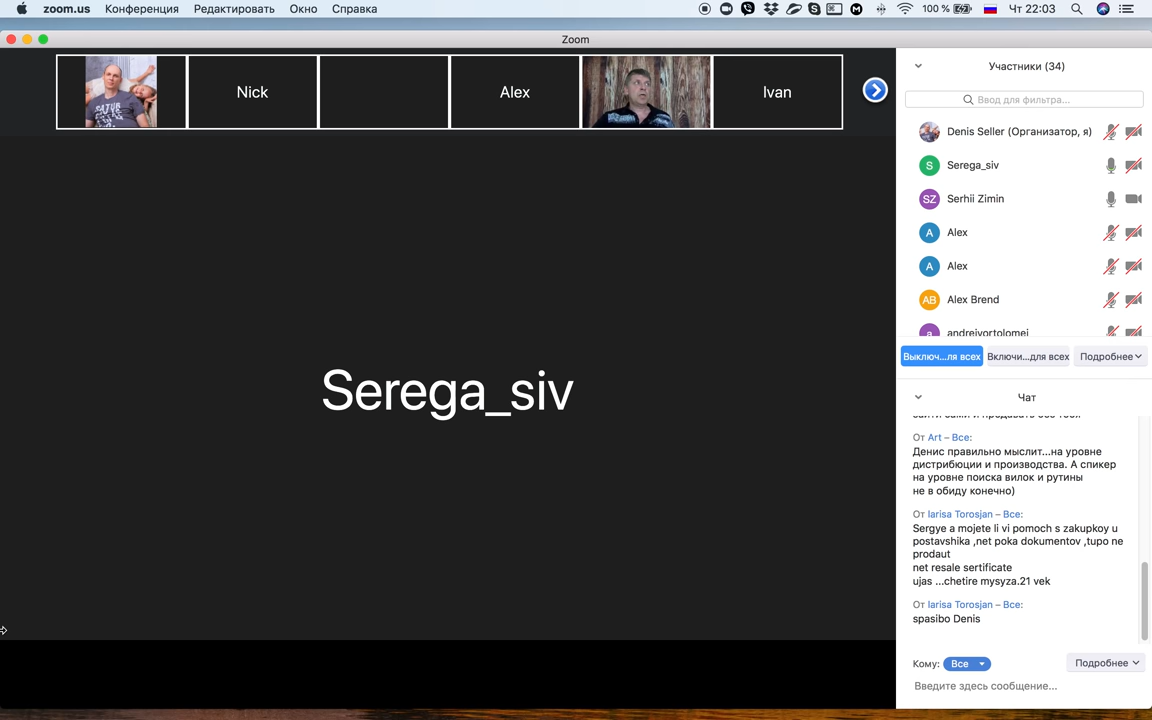 zoom.us Конференция Редактировать Окно Справка 100 % Чт 22:03
Zoom
Nick
Alex
Ivan
Serega_siv
Участники (34)
Ввод для фильтра...
Denis Seller (Организатор, я)
S Serega_siv
SZ Serhii Zimin
A Alex
A Alex
AB Alex Brend
a andreivortolomei
Выключ...ля всех Включи...для всех Подробнее
Чат
От Art – Все:
Денис правильно мыслит...на уровне
дистрибюции и производства. А спикер
на уровне поиска вилок и рутины
не в обиду конечно)
От larisa Torosjan – Все:
Sergye a mojete li vi pomoch s zakupkoy u
postavshika ,net poka dokumentov ,tupo ne
prodaut
net resale sertificate
ujas ...chetire mysyza.21 vek
От larisa Torosjan – Все:
spasibo Denis
Кому: Все Подробнее
Введите здесь сообщение...